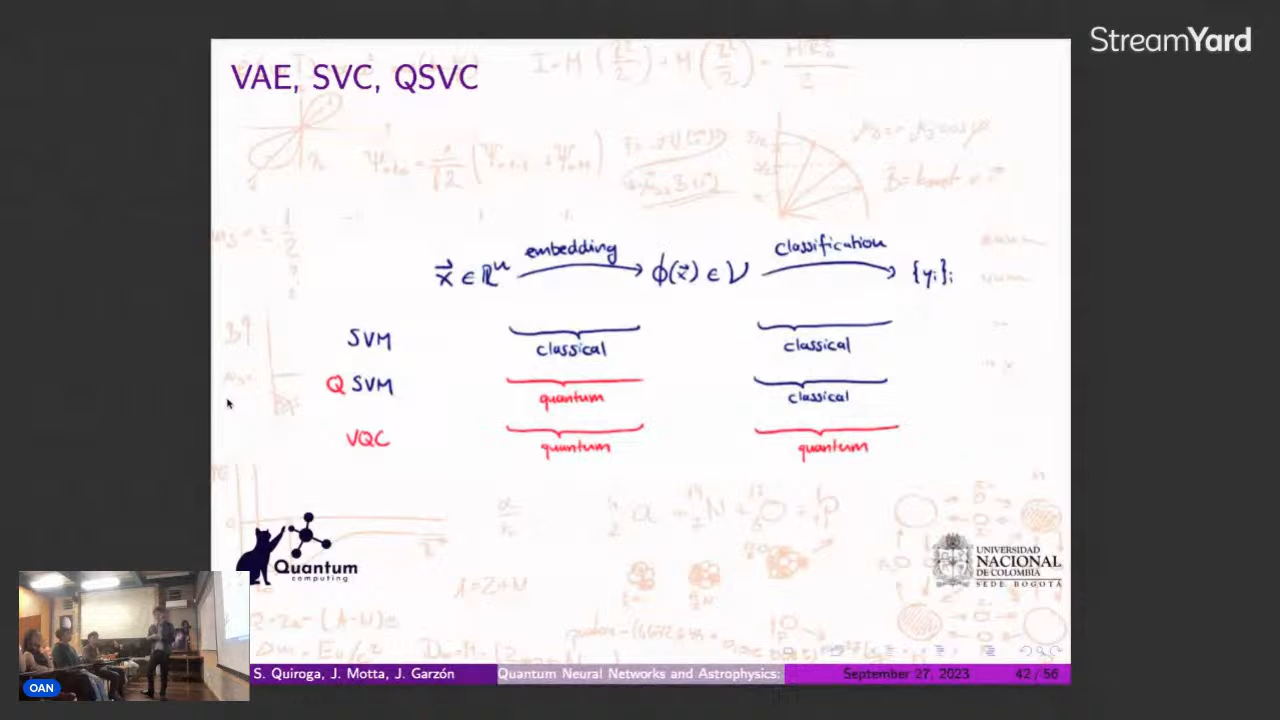 StreamYard
VAE, SVC, QSVC
embedding
classification
x⃗ ∈ ℝⁿ → ϕ(x⃗) ∈ V → {yᵢ}ᵢ
SVM classical classical
QSVM quantum classical
VQC quantum quantum
Quantum
computing
UNIVERSIDAD
NACIONAL
DE COLOMBIA
SEDE BOGOTÁ
OAN
S. Quiroga, J. Motta, J. Garzón Quantum Neural Networks and Astrophysics: September 27, 2023 42 / 56